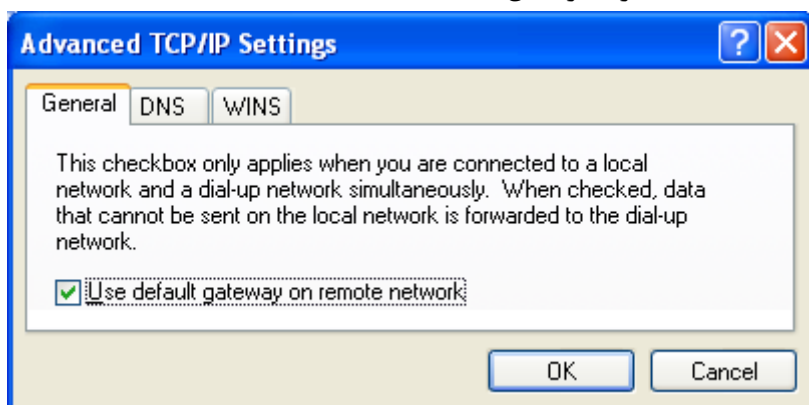 Advanced TCP/IP Settings
?
General DNS WINS
This checkbox only applies when you are connected to a local
network and a dial-up network simultaneously. When checked, data
that cannot be sent on the local network is forwarded to the dial-up
network.
Use default gateway on remote network
OK Cancel